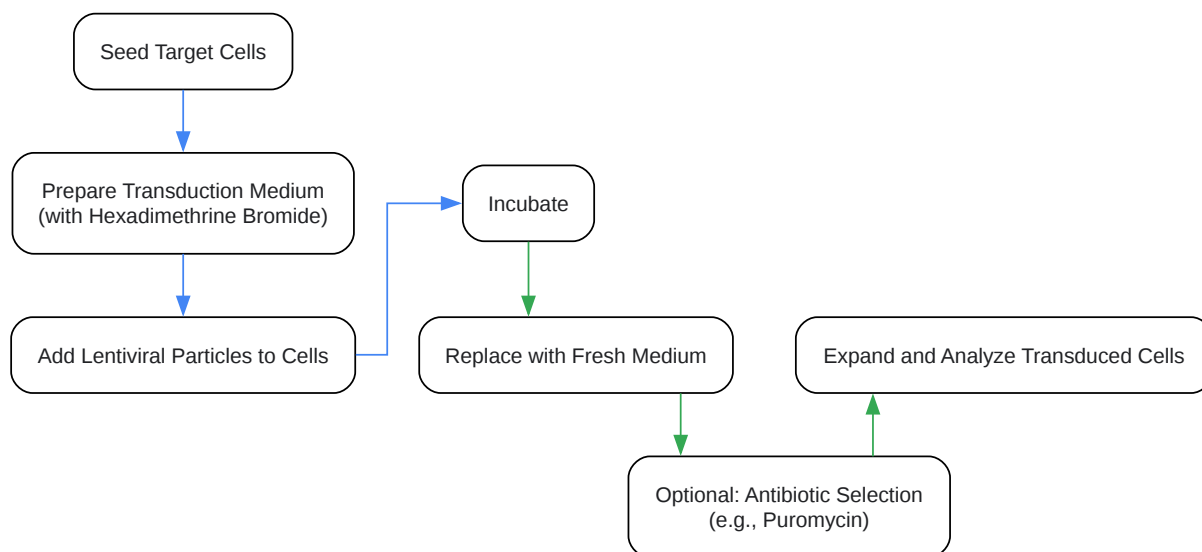 Seed Target Cells
Prepare Transduction Medium
(with Hexadimethrine Bromide)
Add Lentiviral Particles to Cells
Incubate
Replace with Fresh Medium
Optional: Antibiotic Selection
(e.g., Puromycin)
Expand and Analyze Transduced Cells